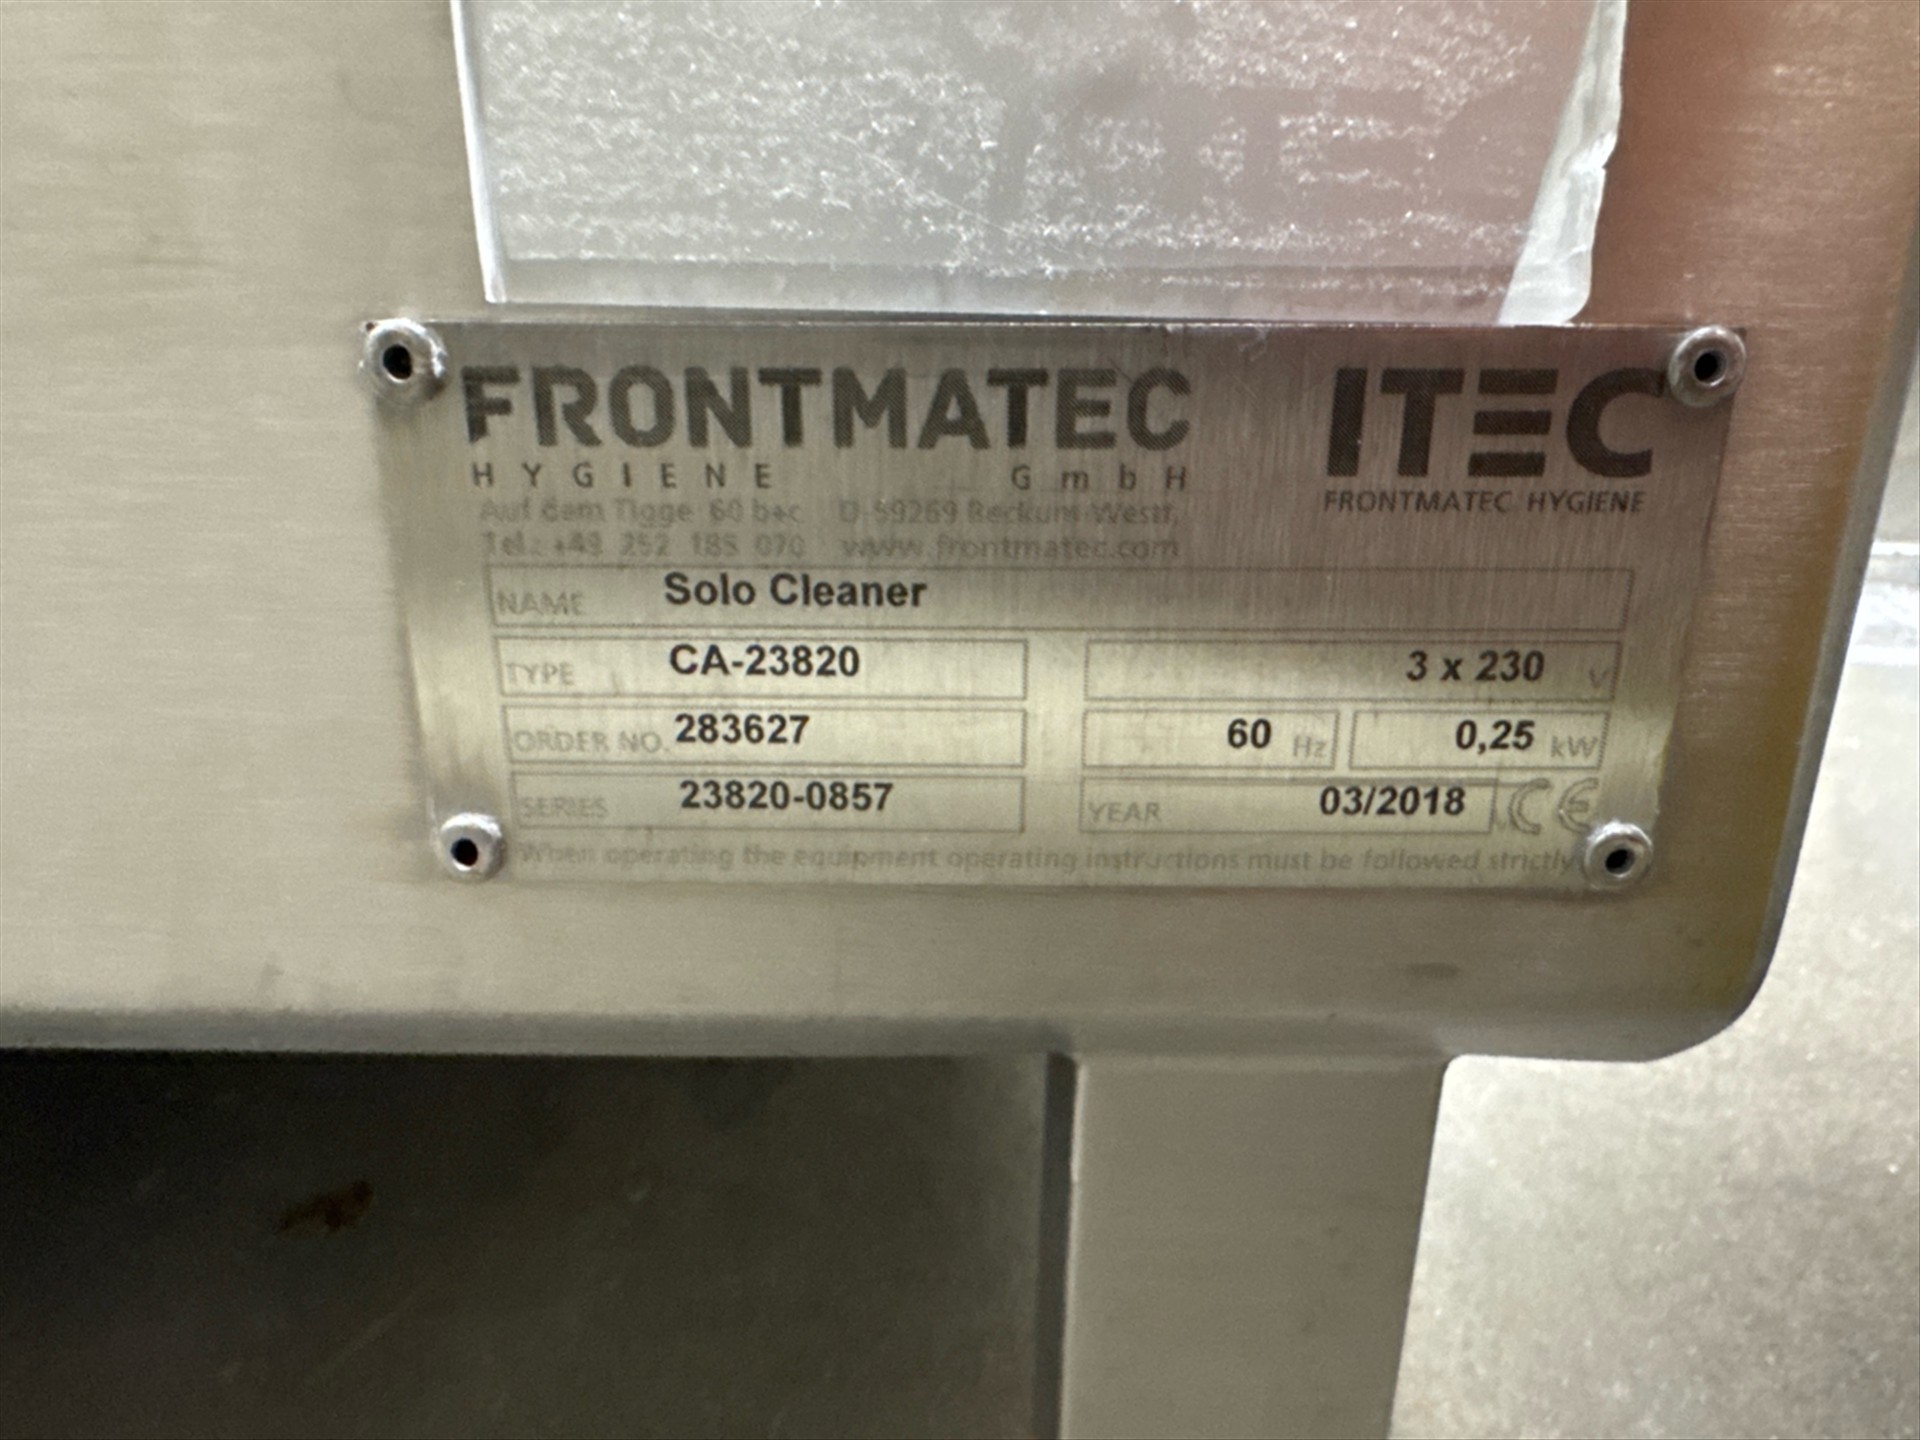 FRONTMATEC ITEC
HYGIENE GmbH FRONTMATEC HYGIENE
Auf dem Tigge 60 b+c D-59269 Beckum-Westf.
Tel.: +49 252 185 070 www.frontmatec.com
NAME Solo Cleaner
TYPE CA-23820 3 x 230 V
ORDER NO. 283627 60 Hz 0,25 kW
SERIES 23820-0857 YEAR 03/2018 CE
When operating the equipment operating instructions must be followed strictly